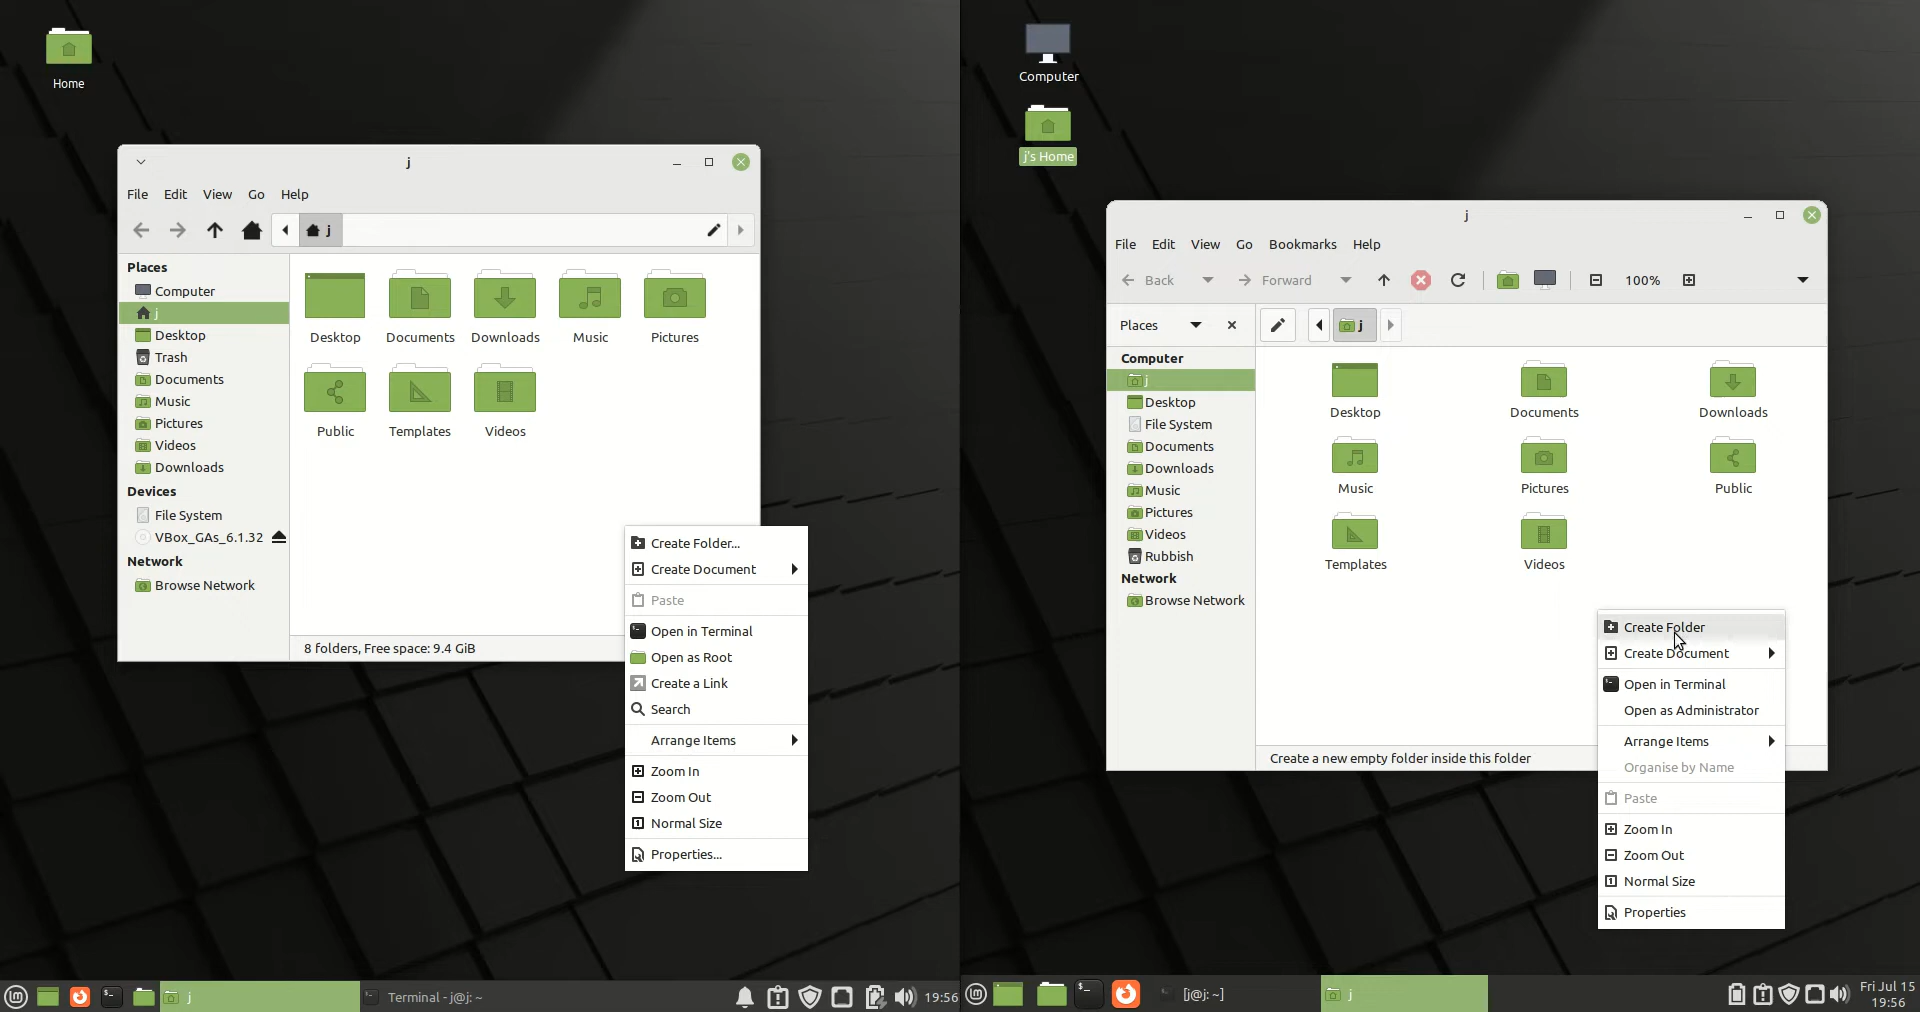 Home
j
File Edit View Go Help
j
Places
Computer
j
Desktop
Trash
Documents
Music
Pictures
Videos
Downloads
Devices
File System
VBox_GAs_6.1.32
Network
Browse Network
Desktop Documents Downloads Music Pictures
Public Templates Videos
8 folders, Free space: 9.4 GiB
Create Folder...
Create Document
Paste
Open in Terminal
Open as Root
Create a Link
Search
Arrange Items
Zoom In
Zoom Out
Normal Size
Properties...
j
Terminal - j@j: ~
19:56
Computer
j's Home
j
File Edit View Go Bookmarks Help
Back Forward 100%
Places
j
Computer
j
Desktop
File System
Documents
Downloads
Music
Pictures
Videos
Rubbish
Network
Browse Network
Desktop Documents Downloads
Music Pictures Public
Templates Videos
Create a new empty folder inside this folder
Create Folder
Create Document
Open in Terminal
Open as Administrator
Arrange Items
Organise by Name
Paste
Zoom In
Zoom Out
Normal Size
Properties
[j@j: ~]
j
Fri Jul 15
19:56